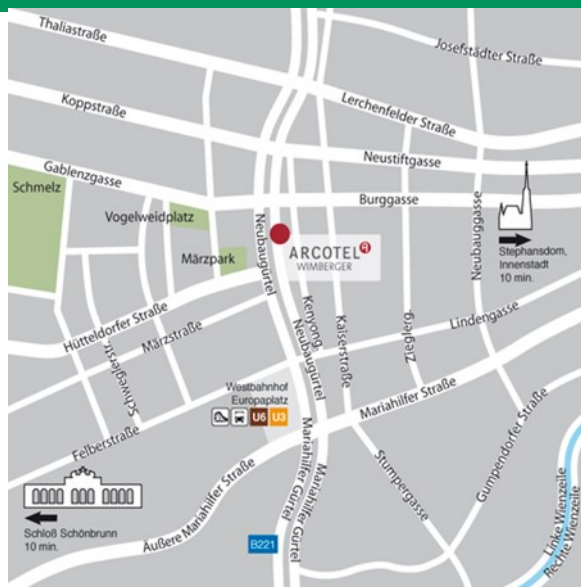 Thaliastraße
Josefstädter Straße
Koppstraße
Lerchenfelder Straße
Neustiftgasse
Gablenzgasse
Schmelz
Burggasse
Vogelweidplatz
Neubaugürtel
Neubauggasse
Stephansdom,
Innenstadt
10 min.
Märzpark
ARCOTEL
WIMBERGER
Hütteldorfer Straße
Märzstraße
Schweglerstr.
Kenyong.
Neubaugürtel
Kaiserstraße
Zieglerg.
Lindengasse
Westbahnhof
Europaplatz
U6 U3
Mariahilfer Straße
Felberstraße
Äußere Mariahilfer Straße
Mariahilfer Gürtel
Mariahilfer Gürtel
Stumpergasse
Gumpendorfer Straße
Linke Wienzeile
Rechte Wienzeile
Schloß Schönbrunn
10 min.
B221